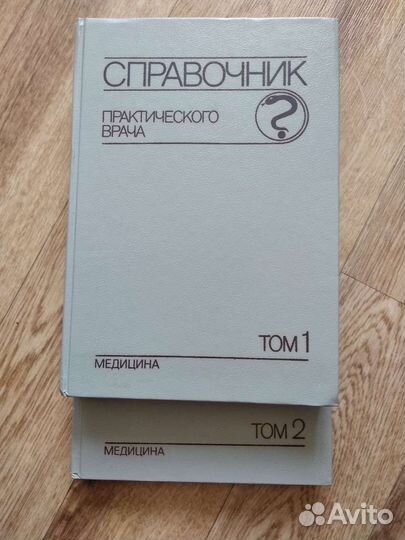 СПРАВОЧНИК
ПРАКТИЧЕСКОГО
ВРАЧА
ТОМ 1
МЕДИЦИНА
ТОМ 2
МЕДИЦИНА
Avito